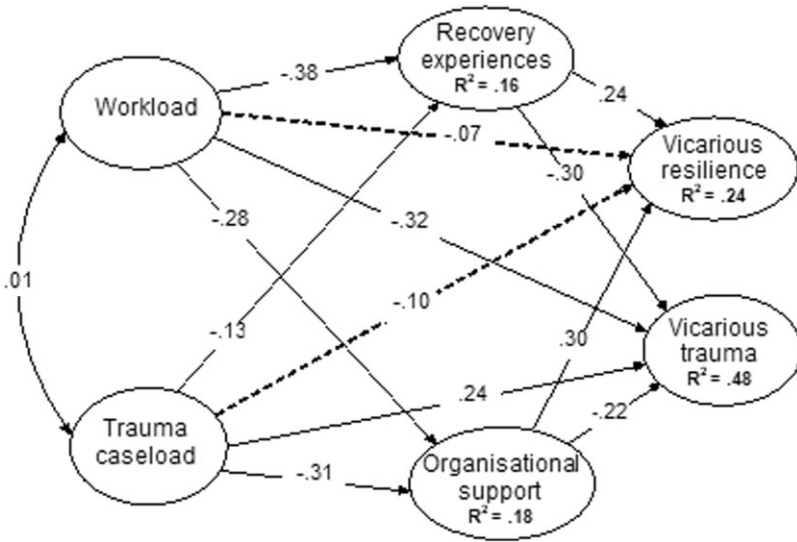 Recovery
experiences
R² = .16
-.38
.24
Workload
-.07
Vicarious
resilience
R² = .24
-.30
-.28
-.32
.01
-.10
-.13
.30
Vicarious
trauma
R² = .48
.24
-.22
Trauma
caseload
-.31
Organisational
support
R² = .18